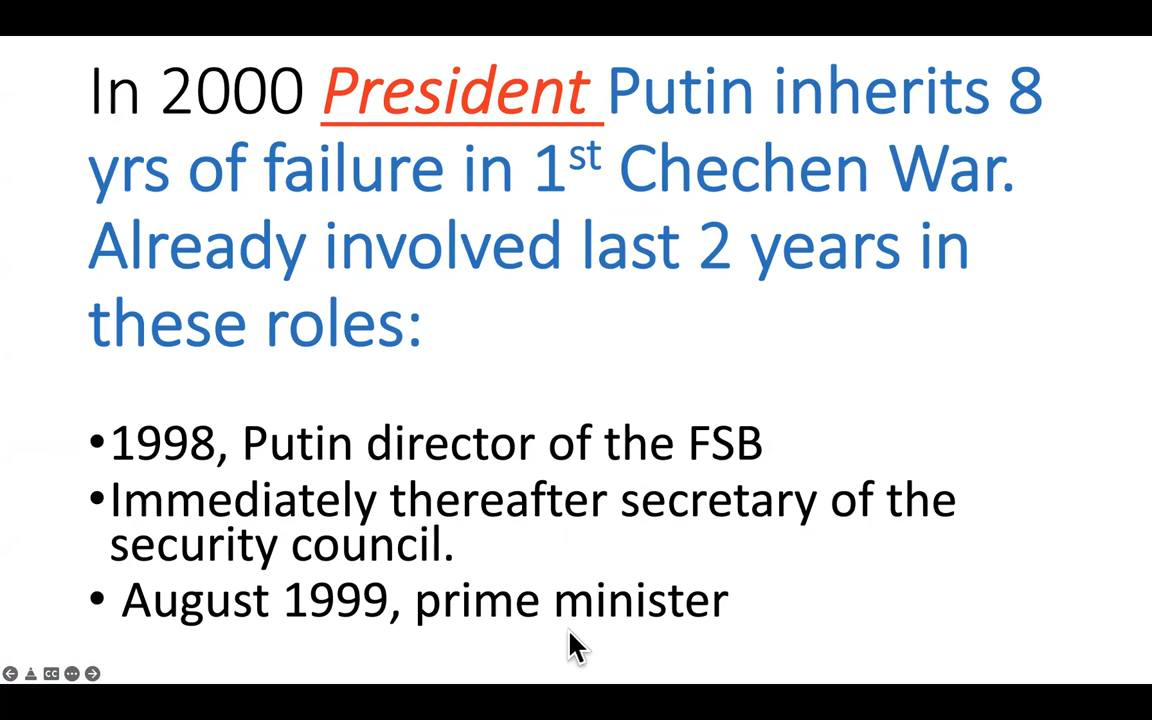 In 2000 President Putin inherits 8
yrs of failure in 1st Chechen War.
Already involved last 2 years in
these roles:
•1998, Putin director of the FSB
•Immediately thereafter secretary of the
security council.
• August 1999, prime minister
CC